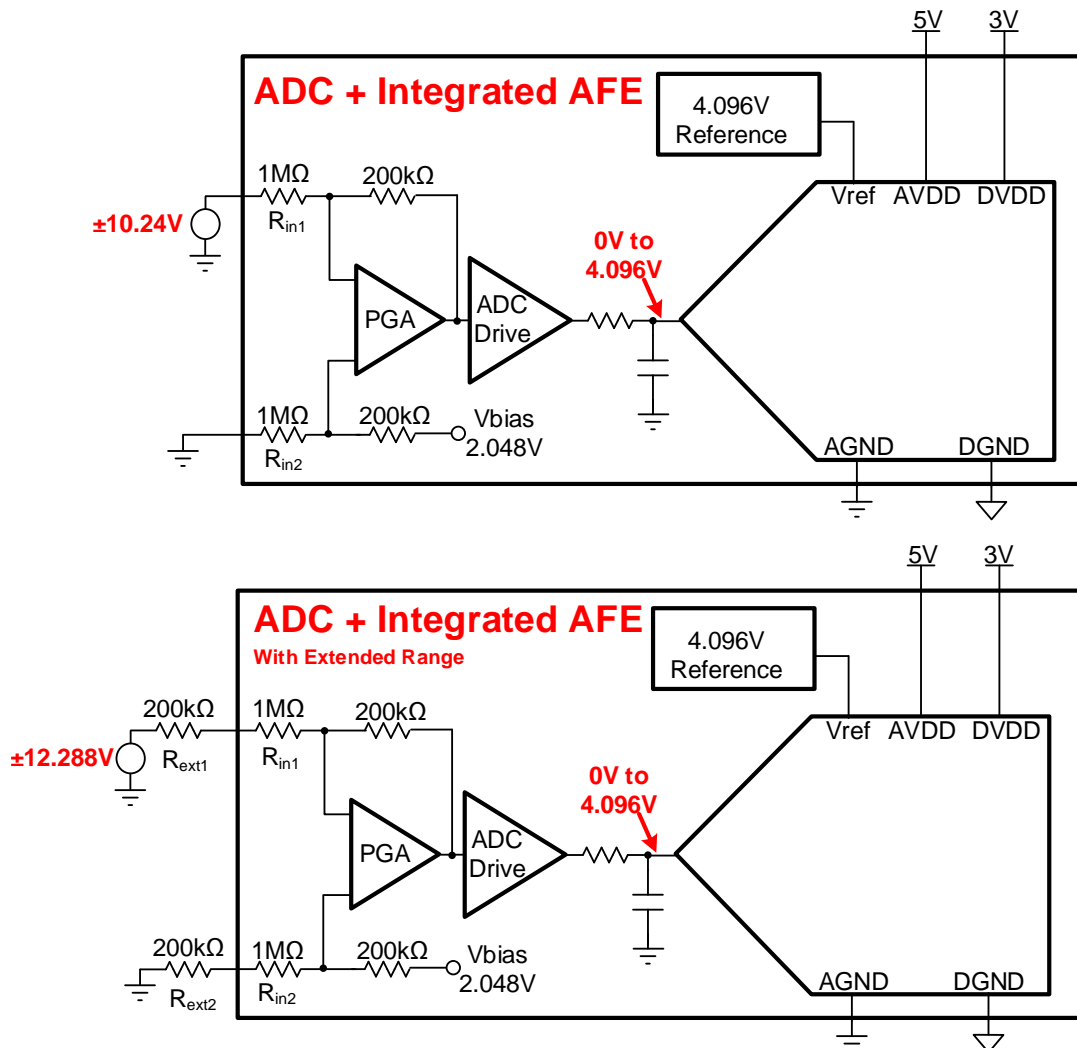 5V
3V
ADC + Integrated AFE
4.096V
Reference
1MΩ
200kΩ
Vref
AVDD
DVDD
±10.24V
Rin1
0V to
4.096V
PGA
ADC
Drive
1MΩ
200kΩ
Vbias
2.048V
Rin2
AGND
DGND
5V
3V
ADC + Integrated AFE
With Extended Range
4.096V
Reference
200kΩ
1MΩ
200kΩ
Vref
AVDD
DVDD
±12.288V
Rext1
Rin1
0V to
4.096V
PGA
ADC
Drive
200kΩ
1MΩ
200kΩ
Vbias
2.048V
Rext2
Rin2
AGND
DGND